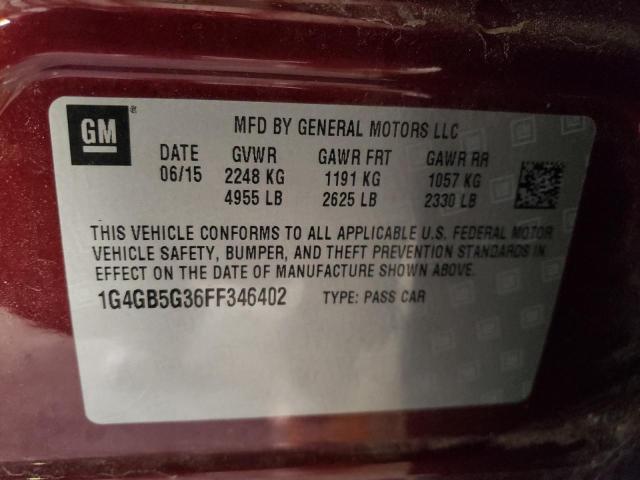 GM ®
MFD BY GENERAL MOTORS LLC
DATE GVWR GAWR FRT GAWR RR
06/15 2248 KG 1191 KG 1057 KG
4955 LB 2625 LB 2330 LB
THIS VEHICLE CONFORMS TO ALL APPLICABLE U.S. FEDERAL MOTOR
VEHICLE SAFETY, BUMPER, AND THEFT PREVENTION STANDARDS IN
EFFECT ON THE DATE OF MANUFACTURE SHOWN ABOVE.
1G4GB5G36FF346402 TYPE: PASS CAR